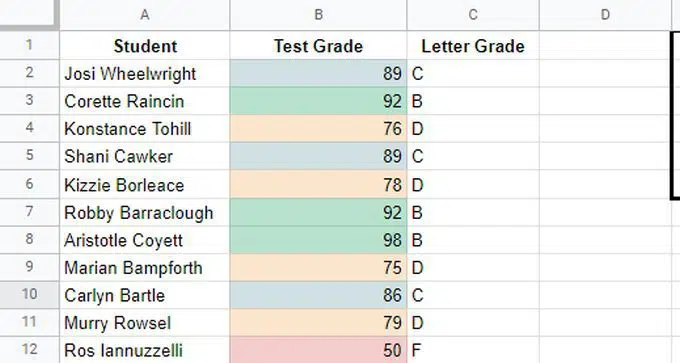 A B C D
1 Student Test Grade Letter Grade
2 Josi Wheelwright 89 C
3 Corette Raincin 92 B
4 Konstance Tohill 76 D
5 Shani Cawker 89 C
6 Kizzie Borleace 78 D
7 Robby Barraclough 92 B
8 Aristotle Coyett 98 B
9 Marian Bampforth 75 D
10 Carlyn Bartle 86 C
11 Murry Rowsel 79 D
12 Ros Iannuzzelli 50 F